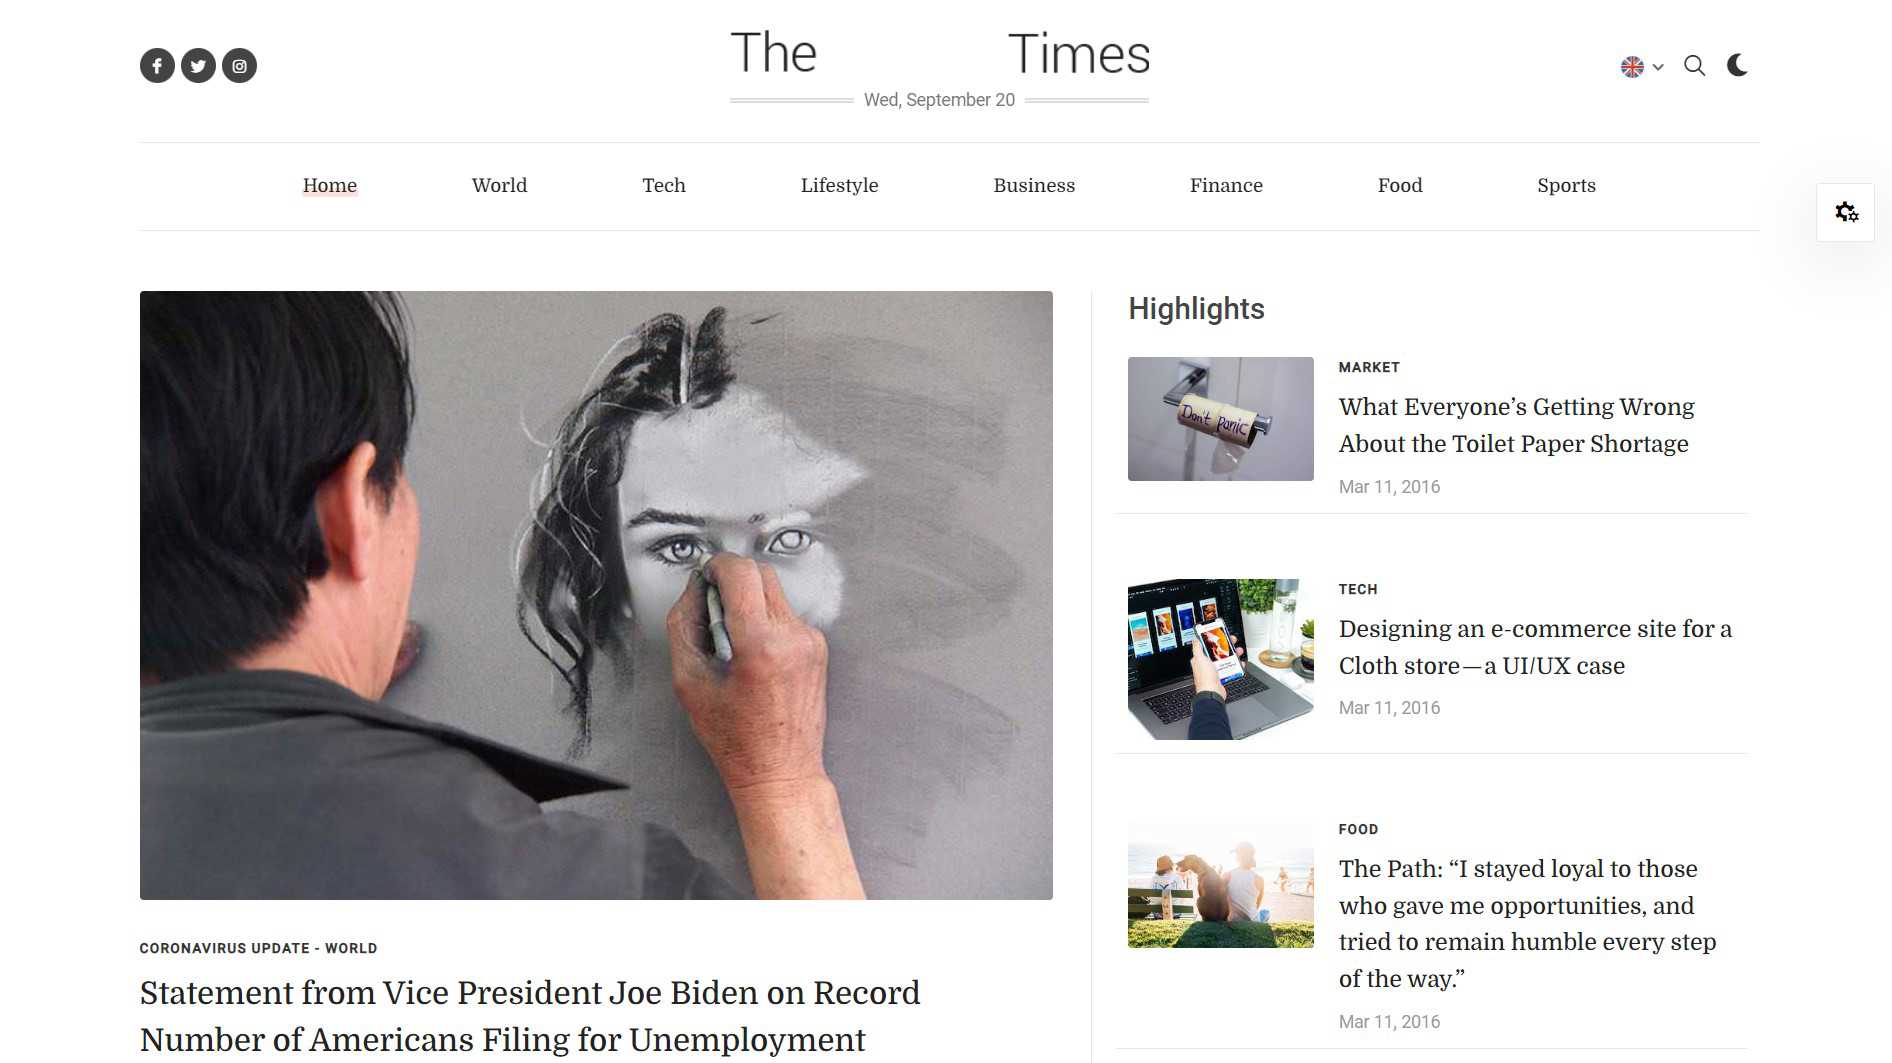 The Times
Wed, September 20
Home World Tech Lifestyle Business Finance Food Sports
Highlights
MARKET
What Everyone’s Getting Wrong
About the Toilet Paper Shortage
Mar 11, 2016
Don't panic
TECH
Designing an e-commerce site for a
Cloth store — a UI/UX case
Mar 11, 2016
FOOD
The Path: “I stayed loyal to those
who gave me opportunities, and
tried to remain humble every step
of the way.”
Mar 11, 2016
CORONAVIRUS UPDATE - WORLD
Statement from Vice President Joe Biden on Record
Number of Americans Filing for Unemployment